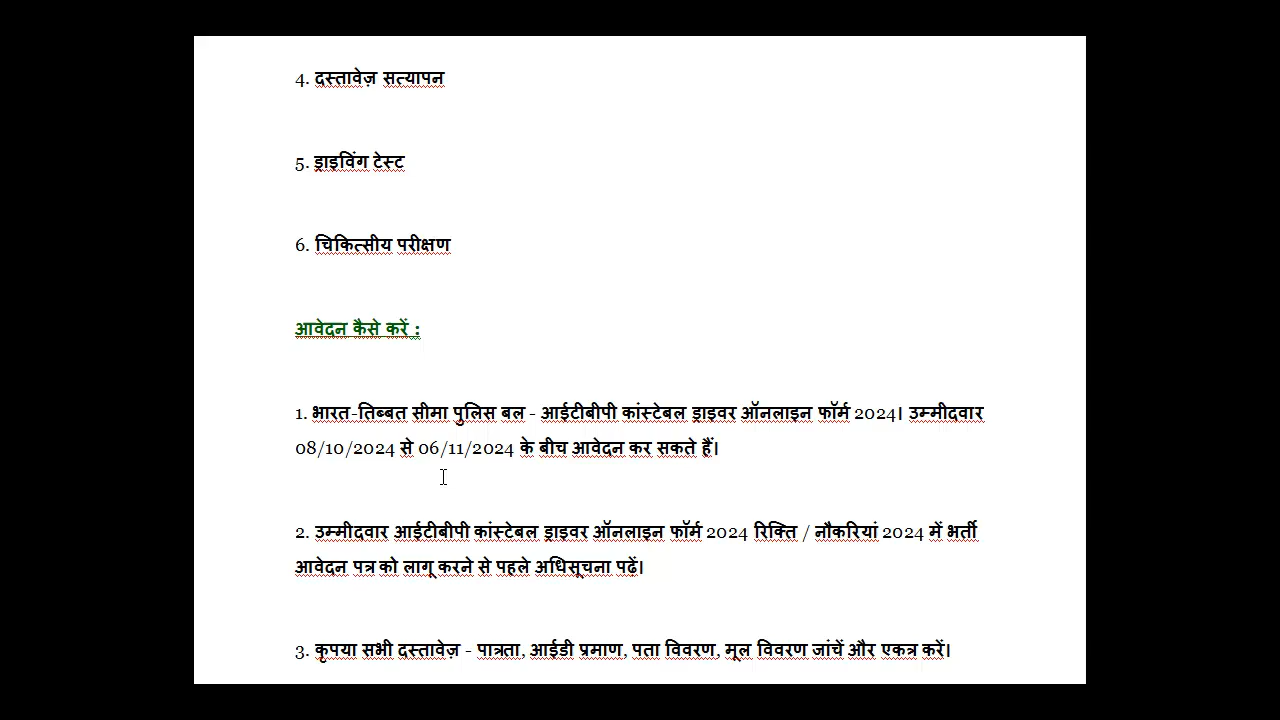 4. दस्तावेज़ सत्यापन
5. ड्राइविंग टेस्ट
6. चिकित्सीय परीक्षण
आवेदन कैसे करें :
1. भारत-तिब्बत सीमा पुलिस बल - आईटीबीपी कांस्टेबल ड्राइवर ऑनलाइन फॉर्म 2024। उम्मीदवार
08/10/2024 से 06/11/2024 के बीच आवेदन कर सकते हैं।
2. उम्मीदवार आईटीबीपी कांस्टेबल ड्राइवर ऑनलाइन फॉर्म 2024 रिक्ति / नौकरियां 2024 में भर्ती
आवेदन पत्र को लागू करने से पहले अधिसूचना पढ़ें।
3. कृपया सभी दस्तावेज़ - पात्रता, आईडी प्रमाण, पता विवरण, मूल विवरण जांचें और एकत्र करें।